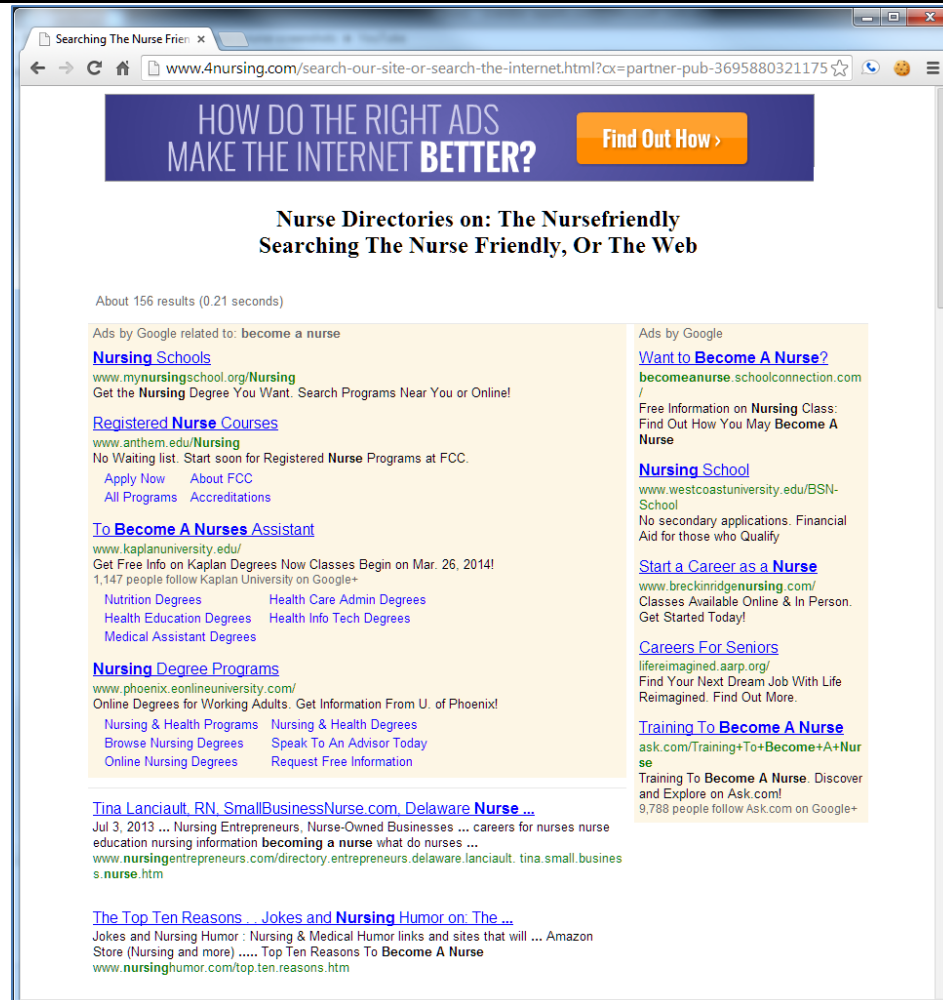 Searching The Nurse Frien
www.4nursing.com/search-our-site-or-search-the-internet.html?cx=partner-pub-3695880321175
HOW DO THE RIGHT ADS
MAKE THE INTERNET BETTER?
Find Out How ›
Nurse Directories on: The Nursefriendly
Searching The Nurse Friendly, Or The Web
About 156 results (0.21 seconds)
Ads by Google related to: become a nurse
Nursing Schools
www.mynursingschool.org/Nursing
Get the Nursing Degree You Want. Search Programs Near You or Online!
Registered Nurse Courses
www.anthem.edu/Nursing
No Waiting list. Start soon for Registered Nurse Programs at FCC.
Apply Now About FCC
All Programs Accreditations
To Become A Nurses Assistant
www.kaplanuniversity.edu/
Get Free Info on Kaplan Degrees Now Classes Begin on Mar. 26, 2014!
1,147 people follow Kaplan University on Google+
Nutrition Degrees Health Care Admin Degrees
Health Education Degrees Health Info Tech Degrees
Medical Assistant Degrees
Nursing Degree Programs
www.phoenix.eonlineuniversity.com/
Online Degrees for Working Adults. Get Information From U. of Phoenix!
Nursing & Health Programs Nursing & Health Degrees
Browse Nursing Degrees Speak To An Advisor Today
Online Nursing Degrees Request Free Information
Ads by Google
Want to Become A Nurse?
becomeanurse.schoolconnection.com
/
Free Information on Nursing Class:
Find Out How You May Become A
Nurse
Nursing School
www.westcoastuniversity.edu/BSN-
School
No secondary applications. Financial
Aid for those who Qualify
Start a Career as a Nurse
www.breckinridgenursing.com/
Classes Available Online & In Person.
Get Started Today!
Careers For Seniors
lifereimagined.aarp.org/
Find Your Next Dream Job With Life
Reimagined. Find Out More.
Training To Become A Nurse
ask.com/Training+To+Become+A+Nur
se
Training To Become A Nurse. Discover
and Explore on Ask.com!
9,788 people follow Ask.com on Google+
Tina Lanciault, RN, SmallBusinessNurse.com, Delaware Nurse ...
Jul 3, 2013 ... Nursing Entrepreneurs, Nurse-Owned Businesses ... careers for nurses nurse
education nursing information becoming a nurse what do nurses ...
www.nursingentrepreneurs.com/directory.entrepreneurs.delaware.lanciault. tina.small.busines
s.nurse.htm
The Top Ten Reasons . . Jokes and Nursing Humor on: The ...
Jokes and Nursing Humor : Nursing & Medical Humor links and sites that will ... Amazon
Store (Nursing and more) ..... Top Ten Reasons To Become A Nurse
www.nursinghumor.com/top.ten.reasons.htm